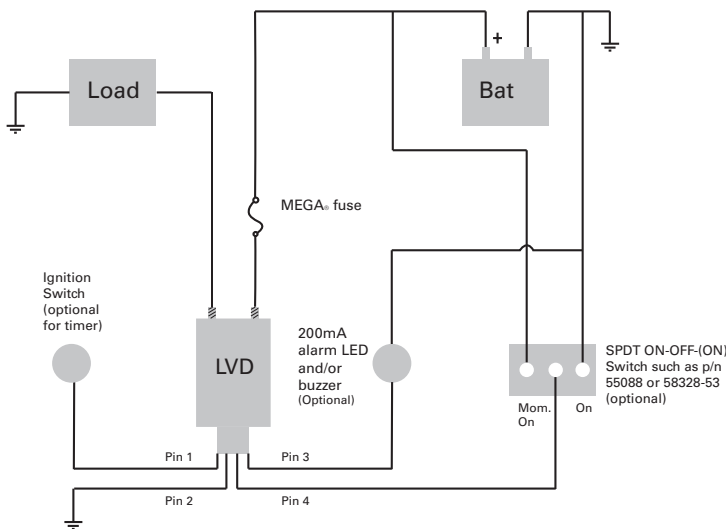 +
Load
Bat
MEGA® fuse
Ignition
Switch
(optional
for timer)
LVD
200mA
alarm LED
and/or
buzzer
(Optional)
SPDT ON-OFF-(ON)
Switch such as p/n
55088 or 58328-53
(optional)
Mom.
On
On
Pin 1
Pin 3
Pin 2
Pin 4